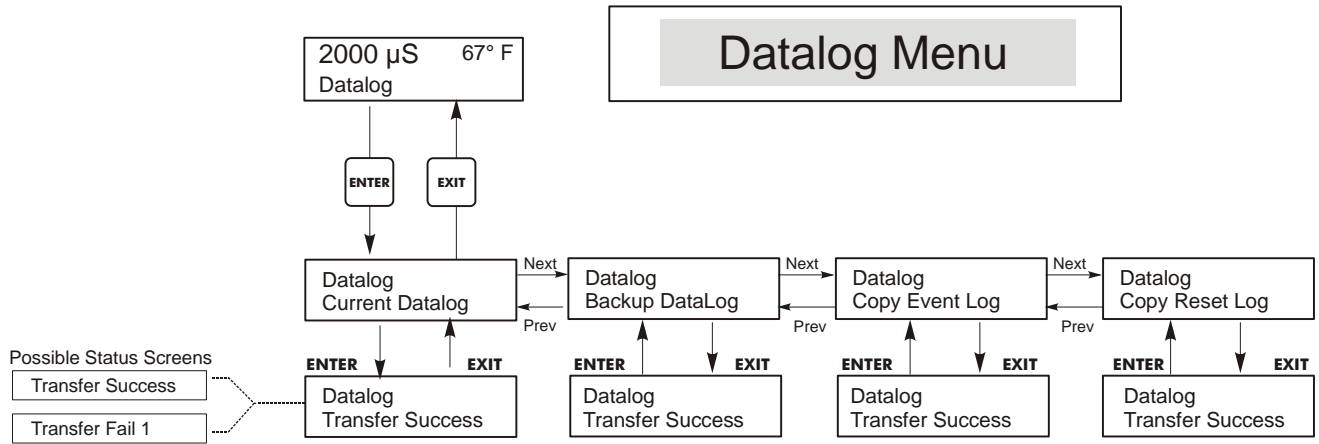 Datalog Menu
2000 µS 67° F
Datalog
ENTER EXIT
Datalog
Current Datalog
Next
Prev
Datalog
Backup DataLog
Next
Prev
Datalog
Copy Event Log
Next
Prev
Datalog
Copy Reset Log
Possible Status Screens
Transfer Success
Transfer Fail 1
ENTER EXIT
Datalog
Transfer Success
ENTER EXIT
Datalog
Transfer Success
ENTER EXIT
Datalog
Transfer Success
ENTER EXIT
Datalog
Transfer Success